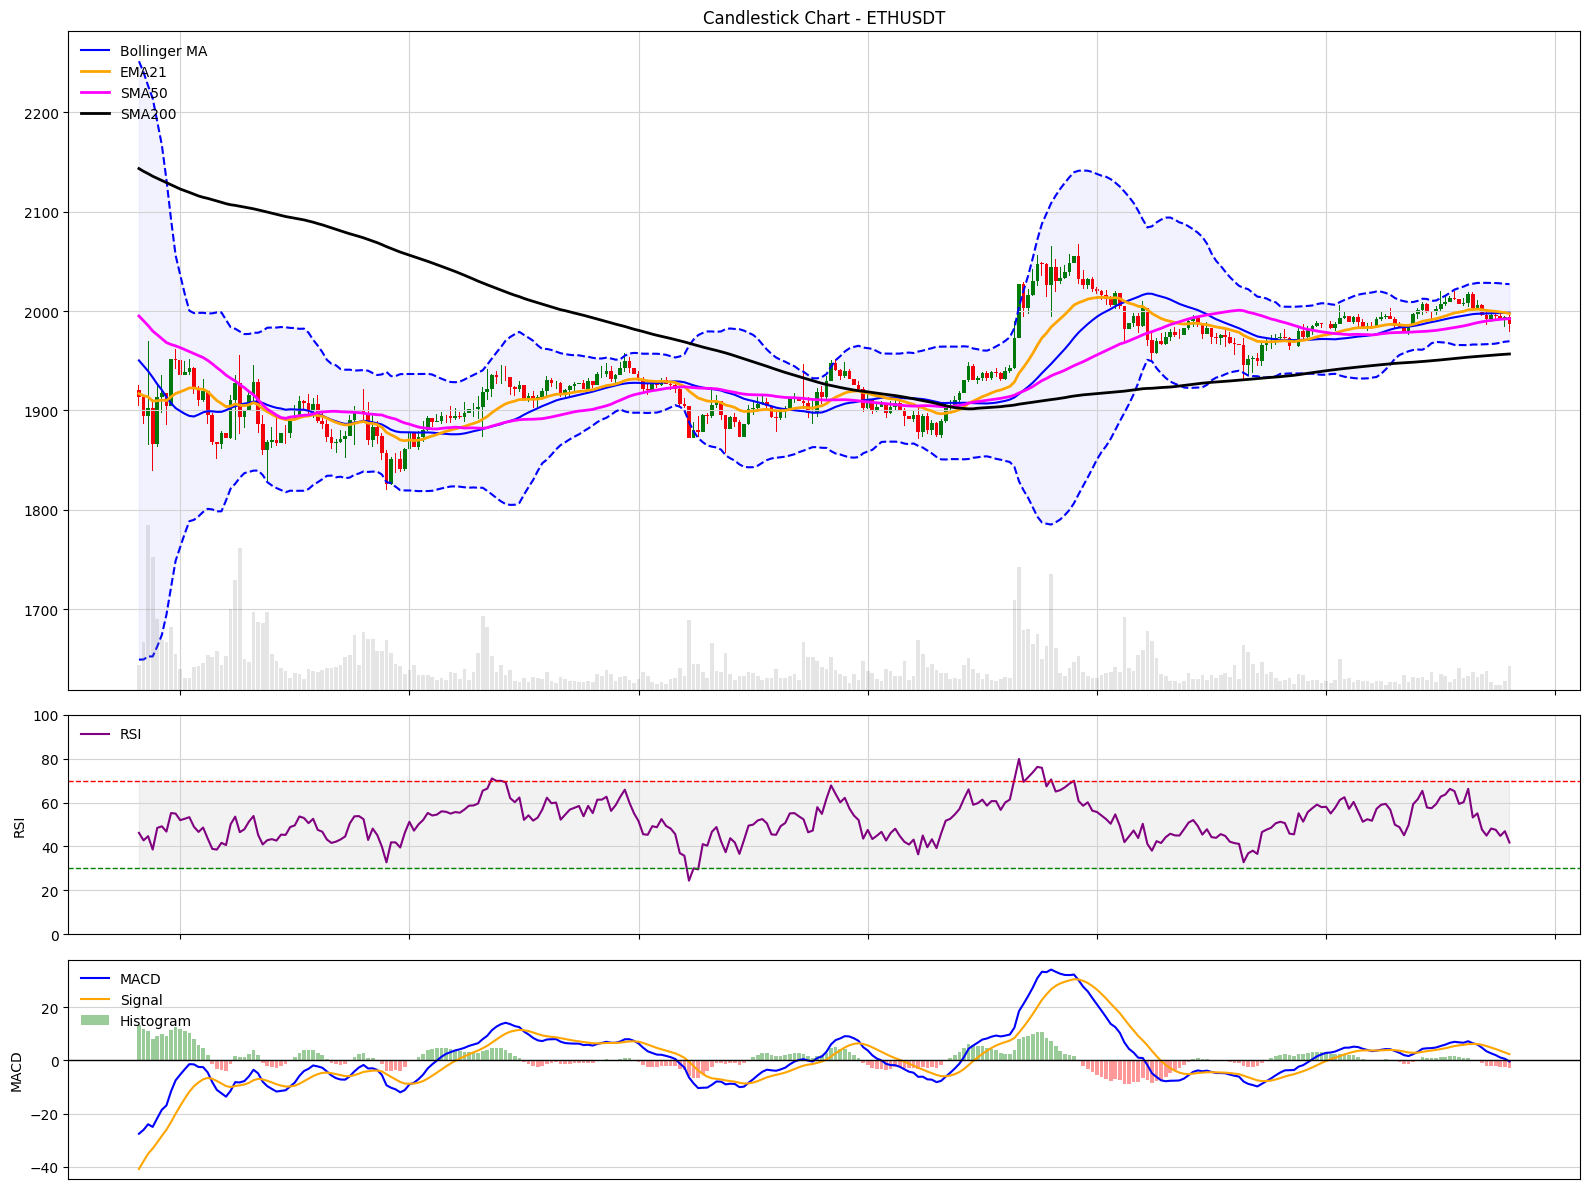 Candlestick Chart - ETHUSDT
Bollinger MA
EMA21
SMA50
SMA200
2200
2100
2000
1900
1800
1700
RSI
100
80
60
40
20
0
RSI
MACD
Signal
Histogram
20
0
−20
−40
MACD